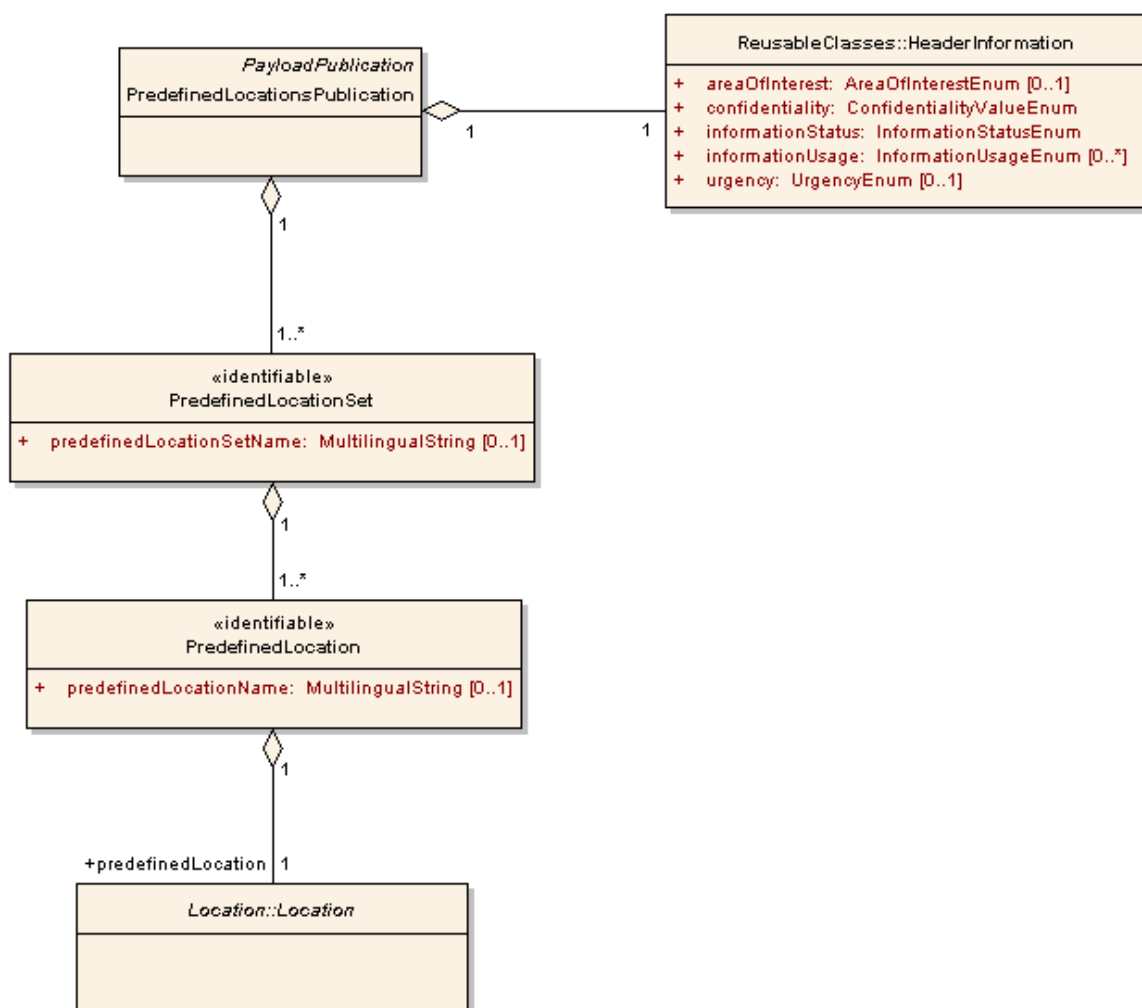 PayloadPublication
PredefinedLocationsPublication
1
1
ReusableClasses::HeaderInformation
+ areaOfInterest: AreaOfInterestEnum [0..1]
+ confidentiality: ConfidentialityValueEnum
+ informationStatus: InformationStatusEnum
+ informationUsage: InformationUsageEnum [0..*]
+ urgency: UrgencyEnum [0..1]
1
1..*
«identifiable»
PredefinedLocationSet
+ predefinedLocationSetName: MultilingualString [0..1]
1
1..*
«identifiable»
PredefinedLocation
+ predefinedLocationName: MultilingualString [0..1]
1
+predefinedLocation 1
Location::Location